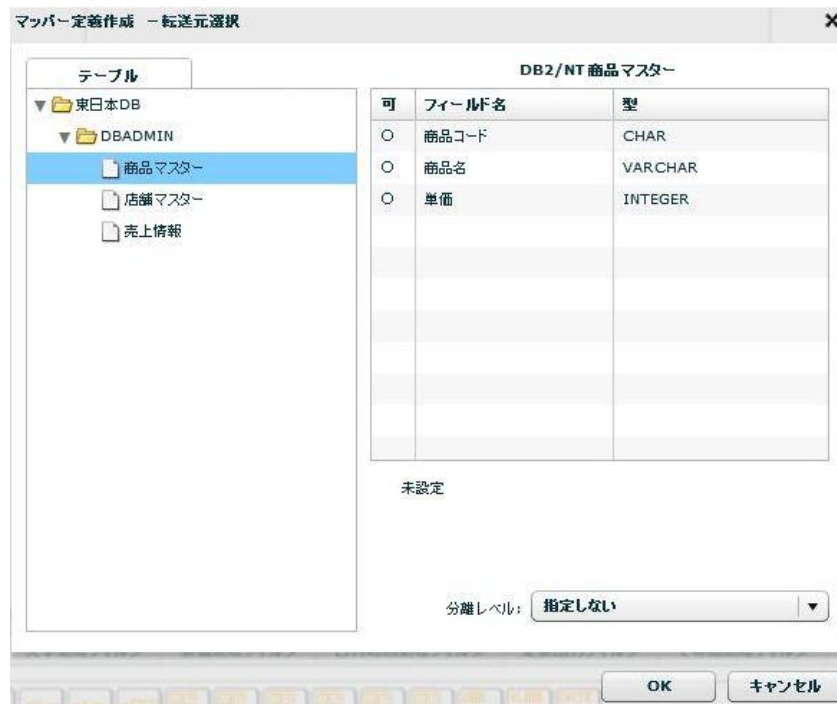 マッパー定義作成 －転送元選択
テーブル
東日本DB
DBADMIN
商品マスター
店舗マスター
売上情報
DB2/NT 商品マスター
可 フィールド名 型
○ 商品コード CHAR
○ 商品名 VARCHAR
○ 単価 INTEGER
未設定
分離レベル: 指定しない
OK キャンセル